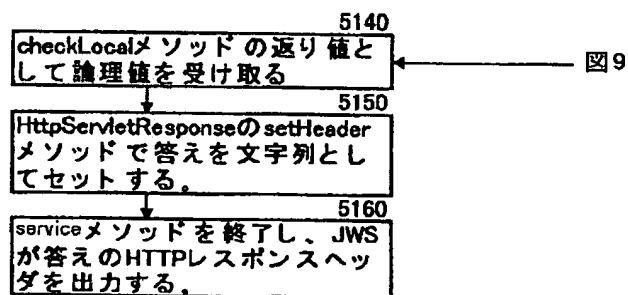 5140
checkLocalメソッドの返り値と
して論理値を受け取る
図9
5150
HttpServletResponseのsetHeader
メソッドで答えを文字列とし
てセットする。
5160
serviceメソッドを終了し、JWS
が答えのHTTPレスポンスヘッ
ダを出力する。